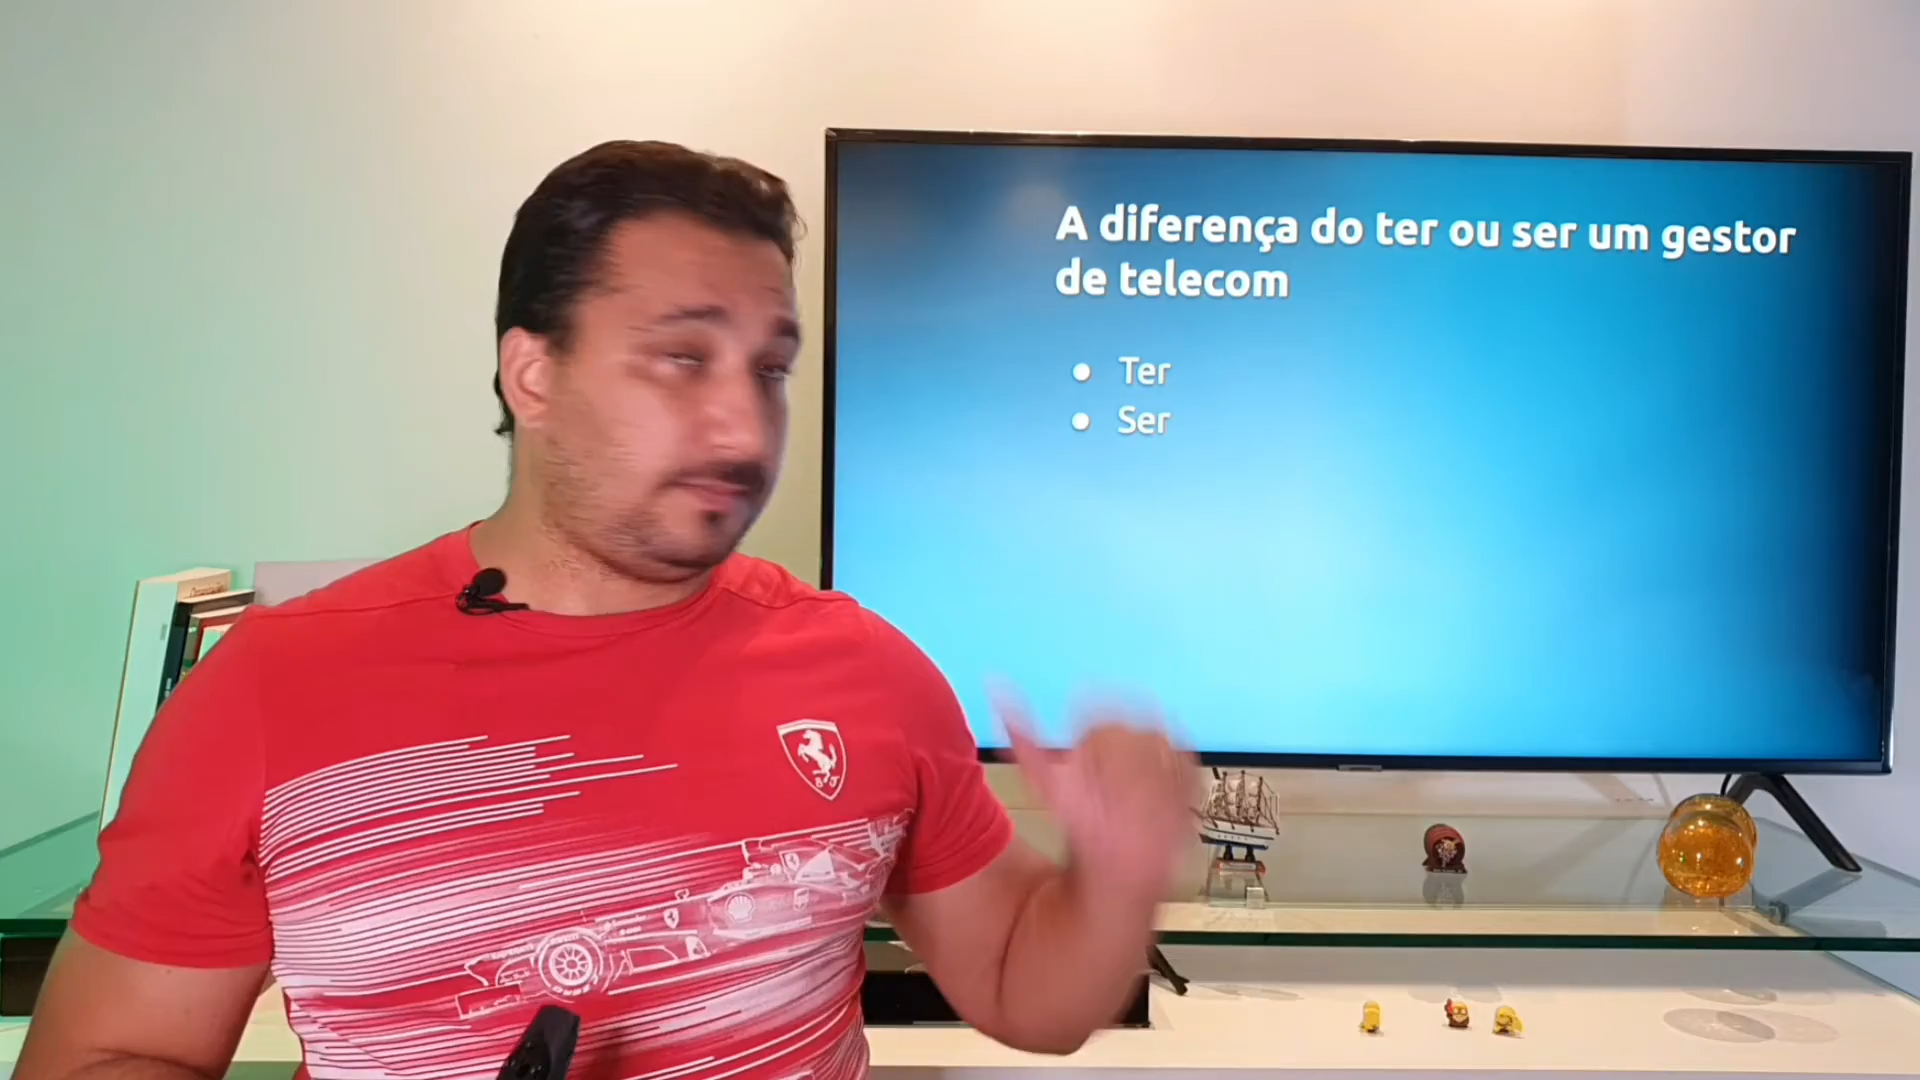 A diferença do ter ou ser um gestor
de telecom
● Ter
● Ser